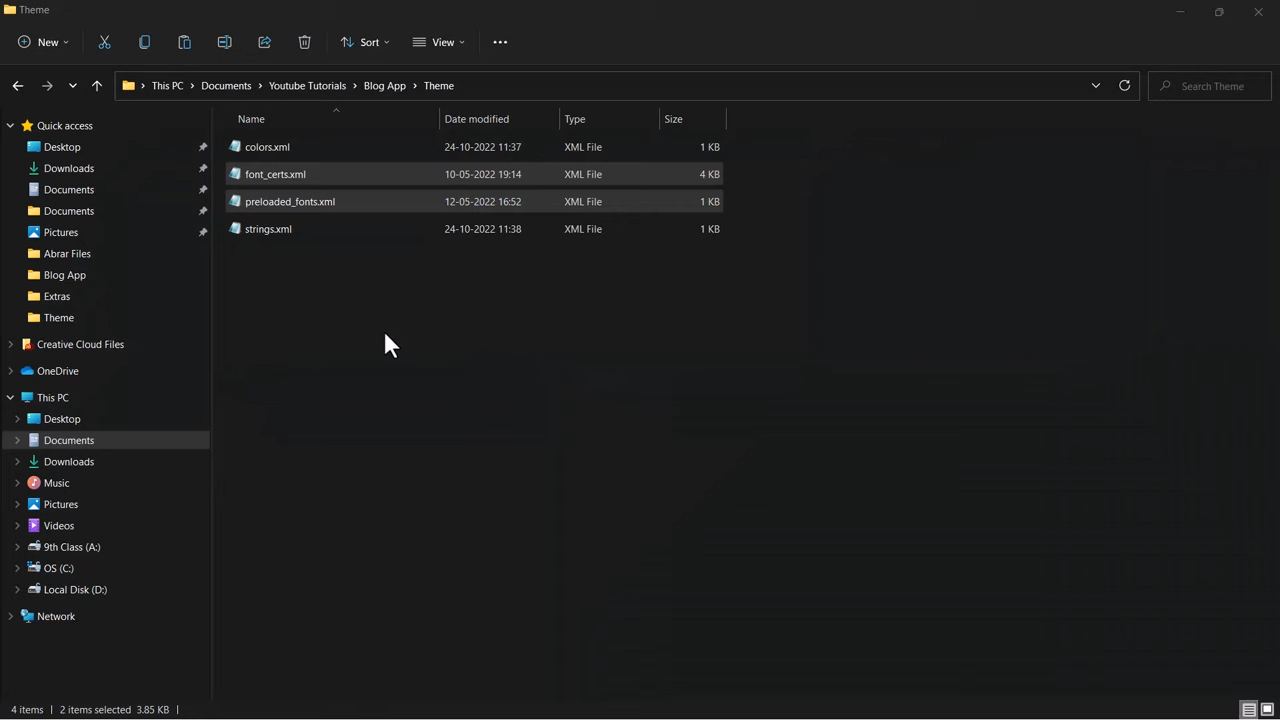 Theme
New
Sort
View
This PC
Documents
Youtube Tutorials
Blog App
Theme
Search Theme
Name
Date modified
Type
Size
colors.xml 24-10-2022 11:37 XML File 1 KB
font_certs.xml 10-05-2022 19:14 XML File 4 KB
preloaded_fonts.xml 12-05-2022 16:52 XML File 1 KB
strings.xml 24-10-2022 11:38 XML File 1 KB
Quick access
Desktop
Downloads
Documents
Documents
Pictures
Abrar Files
Blog App
Extras
Theme
Creative Cloud Files
OneDrive
This PC
Desktop
Documents
Downloads
Music
Pictures
Videos
9th Class (A:)
OS (C:)
Local Disk (D:)
Network
4 items
2 items selected 3.85 KB